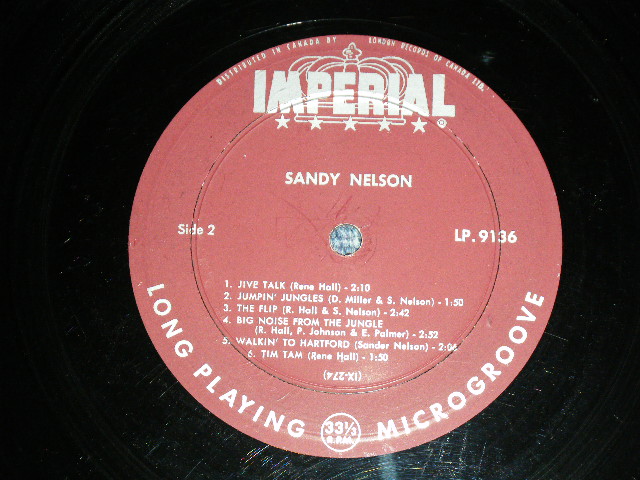 DISTRIBUTED IN CANADA BY LONDON RECORDS OF CANADA LTD.
IMPERIAL
®
SANDY NELSON
Side 2
LP. 9136
1. JIVE TALK (Rene Hall) - 2:10
2. JUMPIN' JUNGLES (D. Miller & S. Nelson) - 1:50
3. THE FLIP (R. Hall & S. Nelson) - 2:42
4. BIG NOISE FROM THE JUNGLE
(R. Hall, P. Johnson & E. Palmer) - 2:52
5. WALKIN' TO HARTFORD (Sander Nelson) - 2:06
6. TIM TAM (Rene Hall) - 1:50
(IX-274)
LONG PLAYING MICROGROOVE
33⅓
R.P.M.